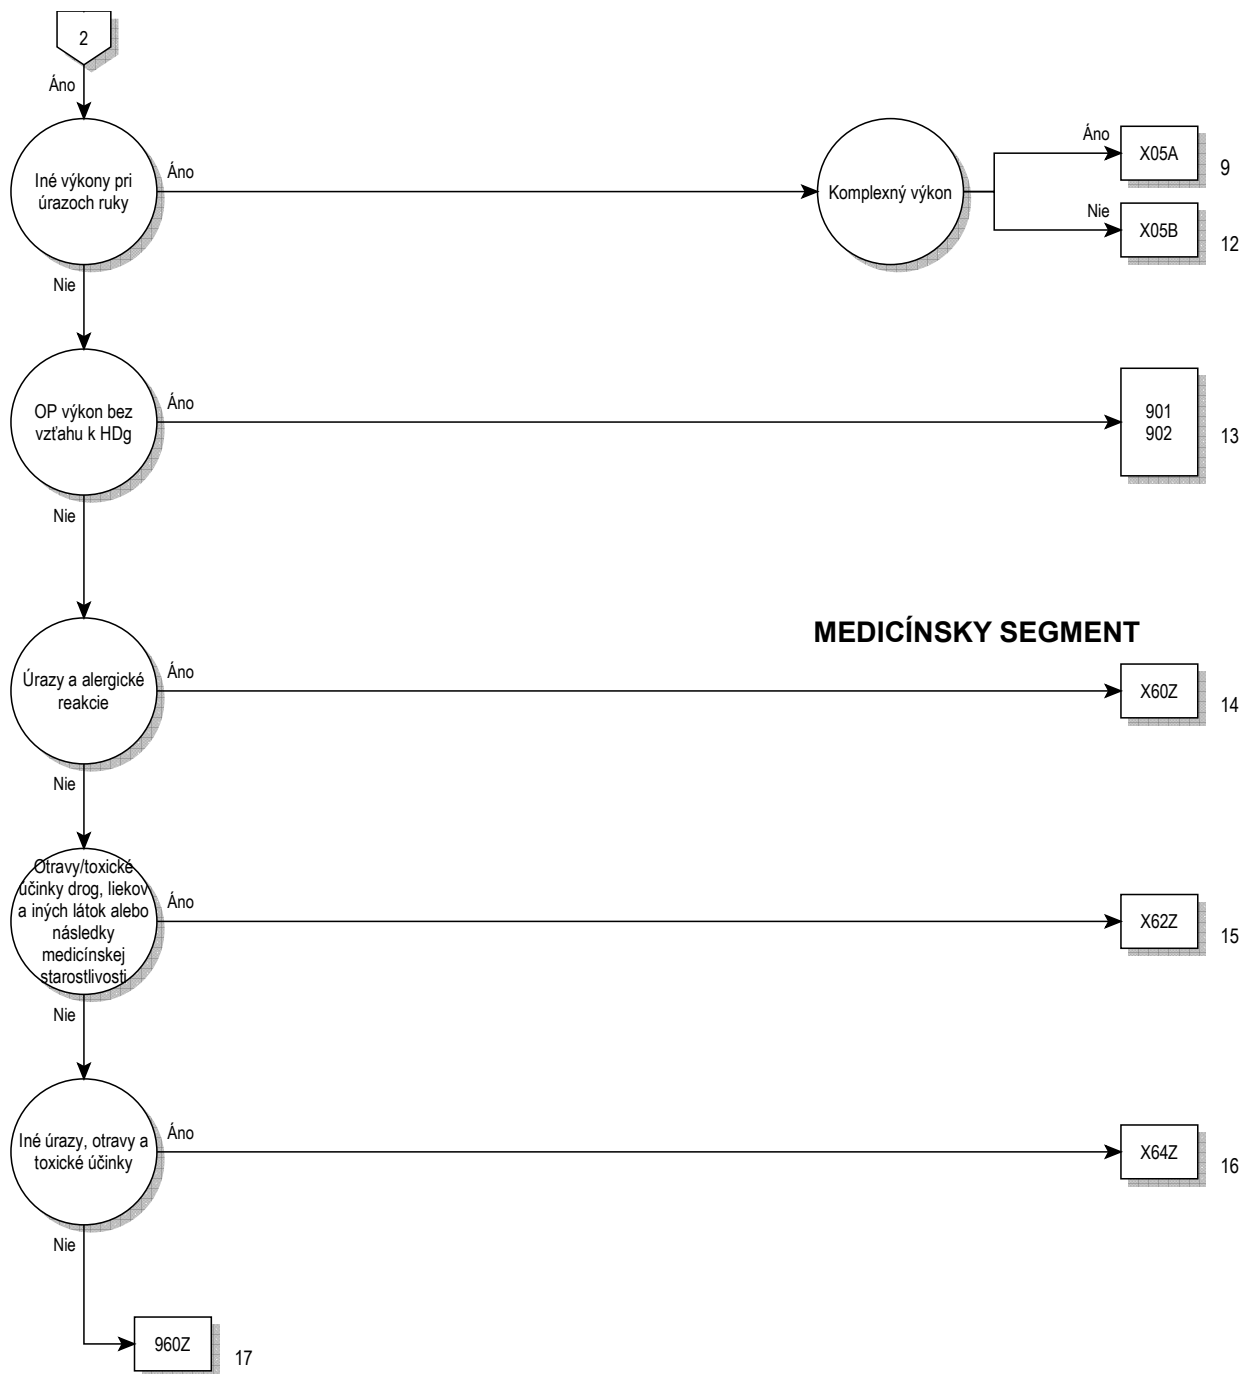 2
Áno
Iné výkony pri
úrazoch ruky
Áno
Komplexný výkon
Áno
X05A
9
Nie
X05B
12
Nie
OP výkon bez
vzťahu k HDg
Áno
901
902
13
Nie
MEDICÍNSKY SEGMENT
Úrazy a alergické
reakcie
Áno
X60Z
14
Nie
Otravy/toxické
účinky drog, liekov
a iných látok alebo
následky
medicínskej
starostlivosti
Áno
X62Z
15
Nie
Iné úrazy, otravy a
toxické účinky
Áno
X64Z
16
Nie
960Z
17